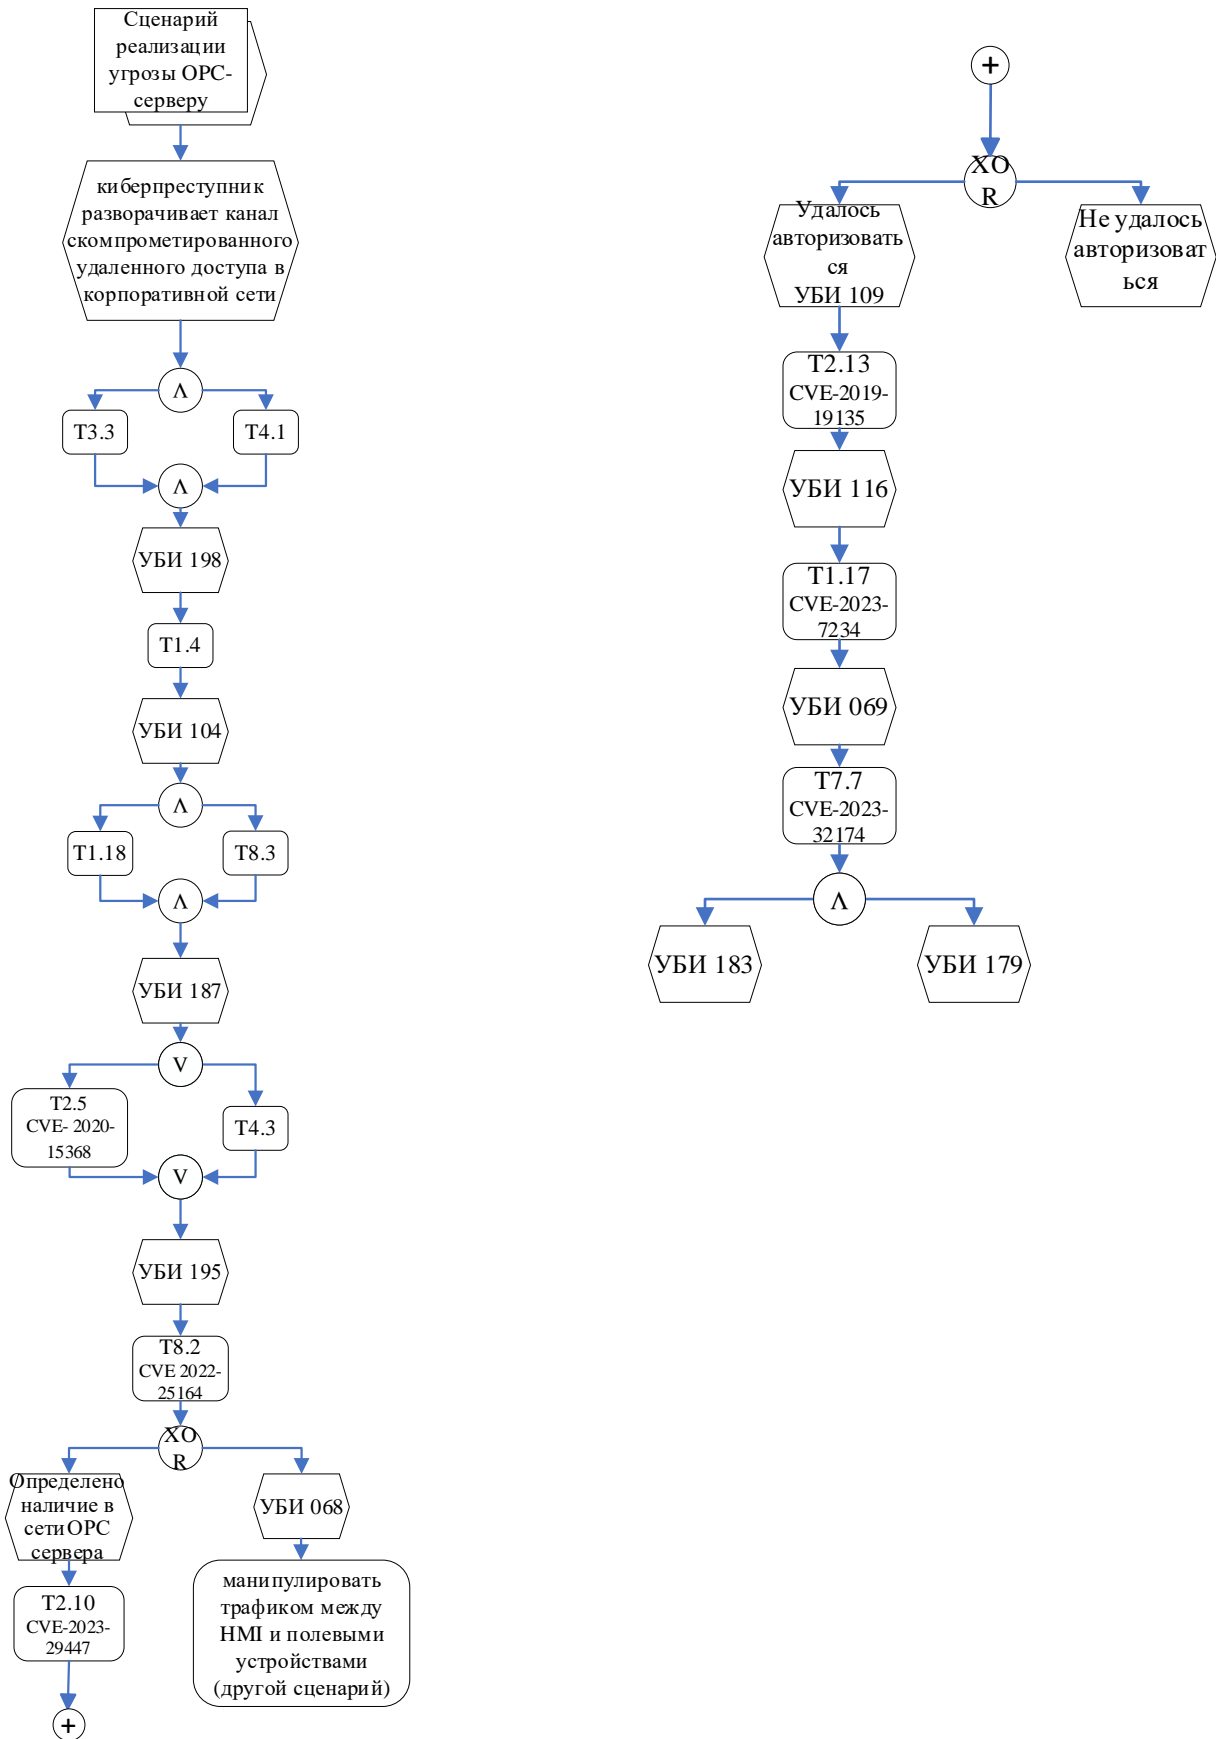 Сценарий
реализации
угрозы OPC-
серверу
киберпреступник
разворачивает канал
скомпрометированного
удаленного доступа в
корпоративной сети
Λ
T3.3
T4.1
Λ
УБИ 198
T1.4
УБИ 104
Λ
T1.18
T8.3
Λ
УБИ 187
V
T2.5
CVE- 2020-
15368
T4.3
V
УБИ 195
T8.2
CVE 2022-
25164
XO
R
Определено
наличие в
сети OPC
сервера
УБИ 068
T2.10
CVE-2023-
29447
манипулировать
трафиком между
HMI и полевыми
устройствами
(другой сценарий)
+
+
XO
R
Удалось
авторизовать
ся
УБИ 109
Не удалось
авторизоват
ься
T2.13
CVE-2019-
19135
УБИ 116
T1.17
CVE-2023-
7234
УБИ 069
T7.7
CVE-2023-
32174
Λ
УБИ 183
УБИ 179